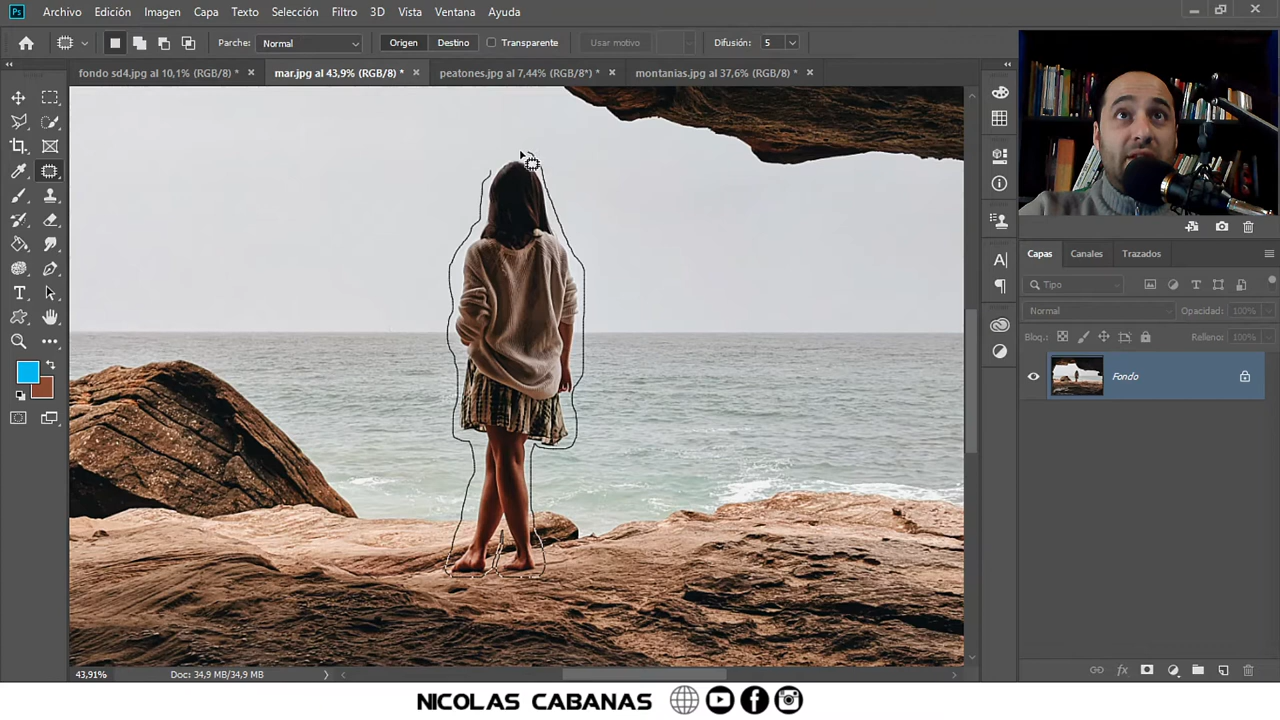 Ps Archivo Edición Imagen Capa Texto Selección Filtro 3D Vista Ventana Ayuda
Parche: Normal Origen Destino Transparente Usar motivo Difusión: 5
fondo sd4.jpg al 10,1% (RGB/8) * mar.jpg al 43,9% (RGB/8) * peatones.jpg al 7,44% (RGB/8*) * montanias.jpg al 37,6% (RGB/8) *
Capas Canales Trazados
Tipo
Normal Opacidad: 100%
Bloq.: Relleno: 100%
Fondo
43,91% Doc: 34,9 MB/34,9 MB
NICOLAS CABANAS